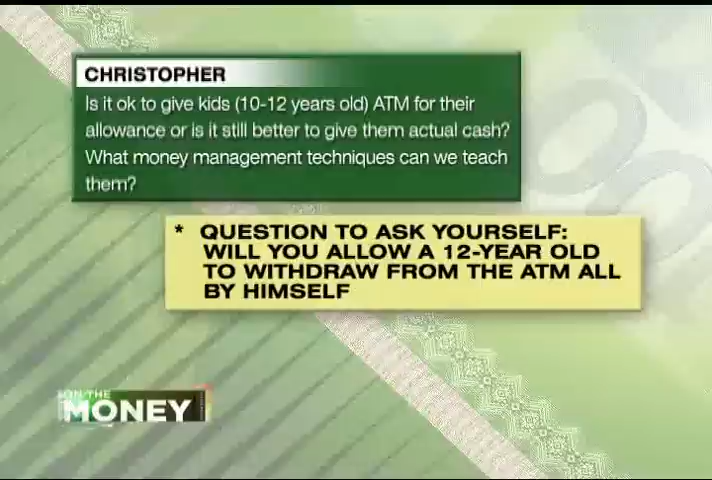 CHRISTOPHER
Is it ok to give kids (10-12 years old) ATM for their
allowance or is it still better to give them actual cash?
What money management techniques can we teach
them?
* QUESTION TO ASK YOURSELF:
WILL YOU ALLOW A 12-YEAR OLD
TO WITHDRAW FROM THE ATM ALL
BY HIMSELF
ON THE
MONEY